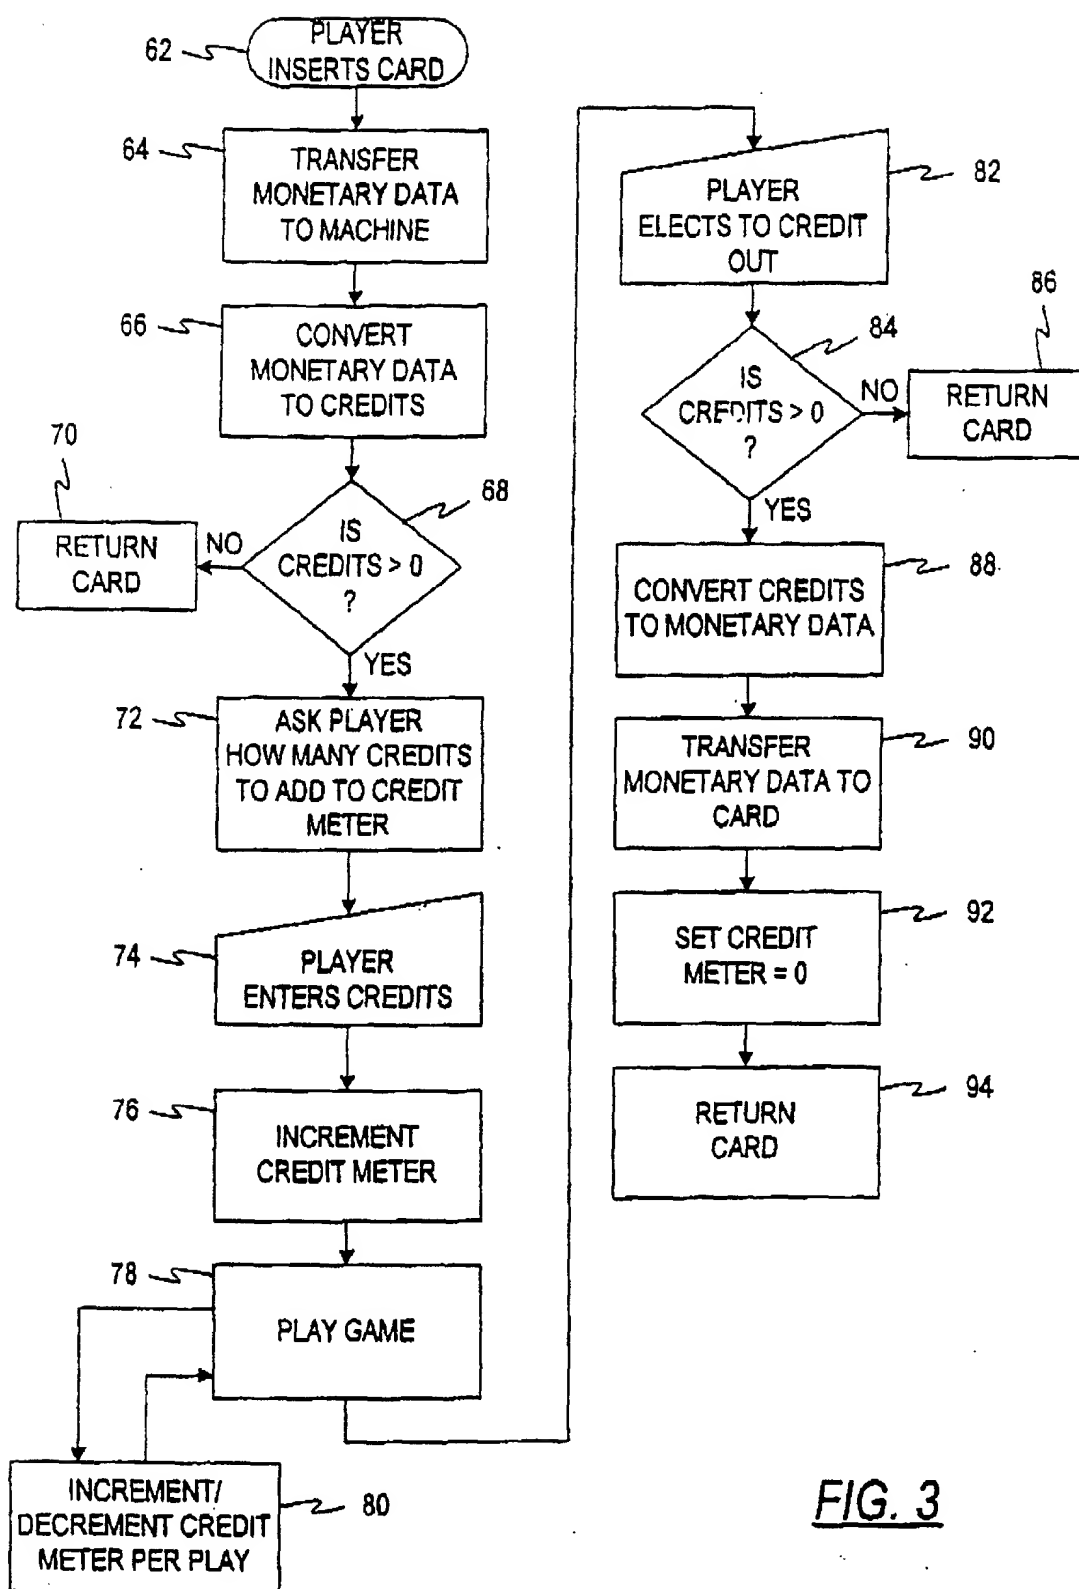 PLAYER
INSERTS CARD
62
64
TRANSFER
MONETARY DATA
TO MACHINE
66
CONVERT
MONETARY DATA
TO CREDITS
68
IS
CREDITS > 0
?
NO
70
RETURN
CARD
YES
72
ASK PLAYER
HOW MANY CREDITS
TO ADD TO CREDIT
METER
74
PLAYER
ENTERS CREDITS
76
INCREMENT
CREDIT METER
78
PLAY GAME
INCREMENT/
DECREMENT CREDIT
METER PER PLAY
80
82
PLAYER
ELECTS TO CREDIT
OUT
84
IS
CREDITS > 0
?
NO
86
RETURN
CARD
YES
88
CONVERT CREDITS
TO MONETARY DATA
90
TRANSFER
MONETARY DATA TO
CARD
92
SET CREDIT
METER = 0
94
RETURN
CARD
FIG. 3